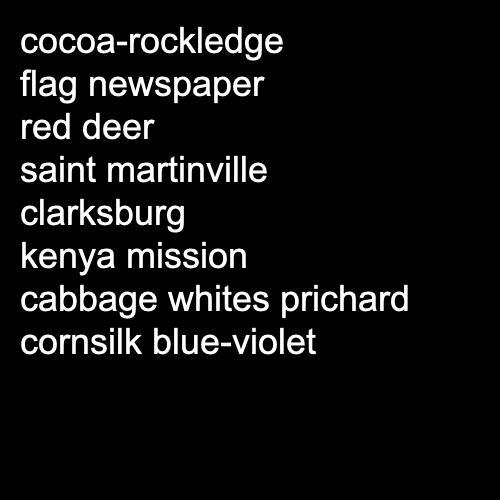 cocoa-rockledge
flag newspaper
red deer
saint martinville
clarksburg
kenya mission
cabbage whites prichard
cornsilk blue-violet